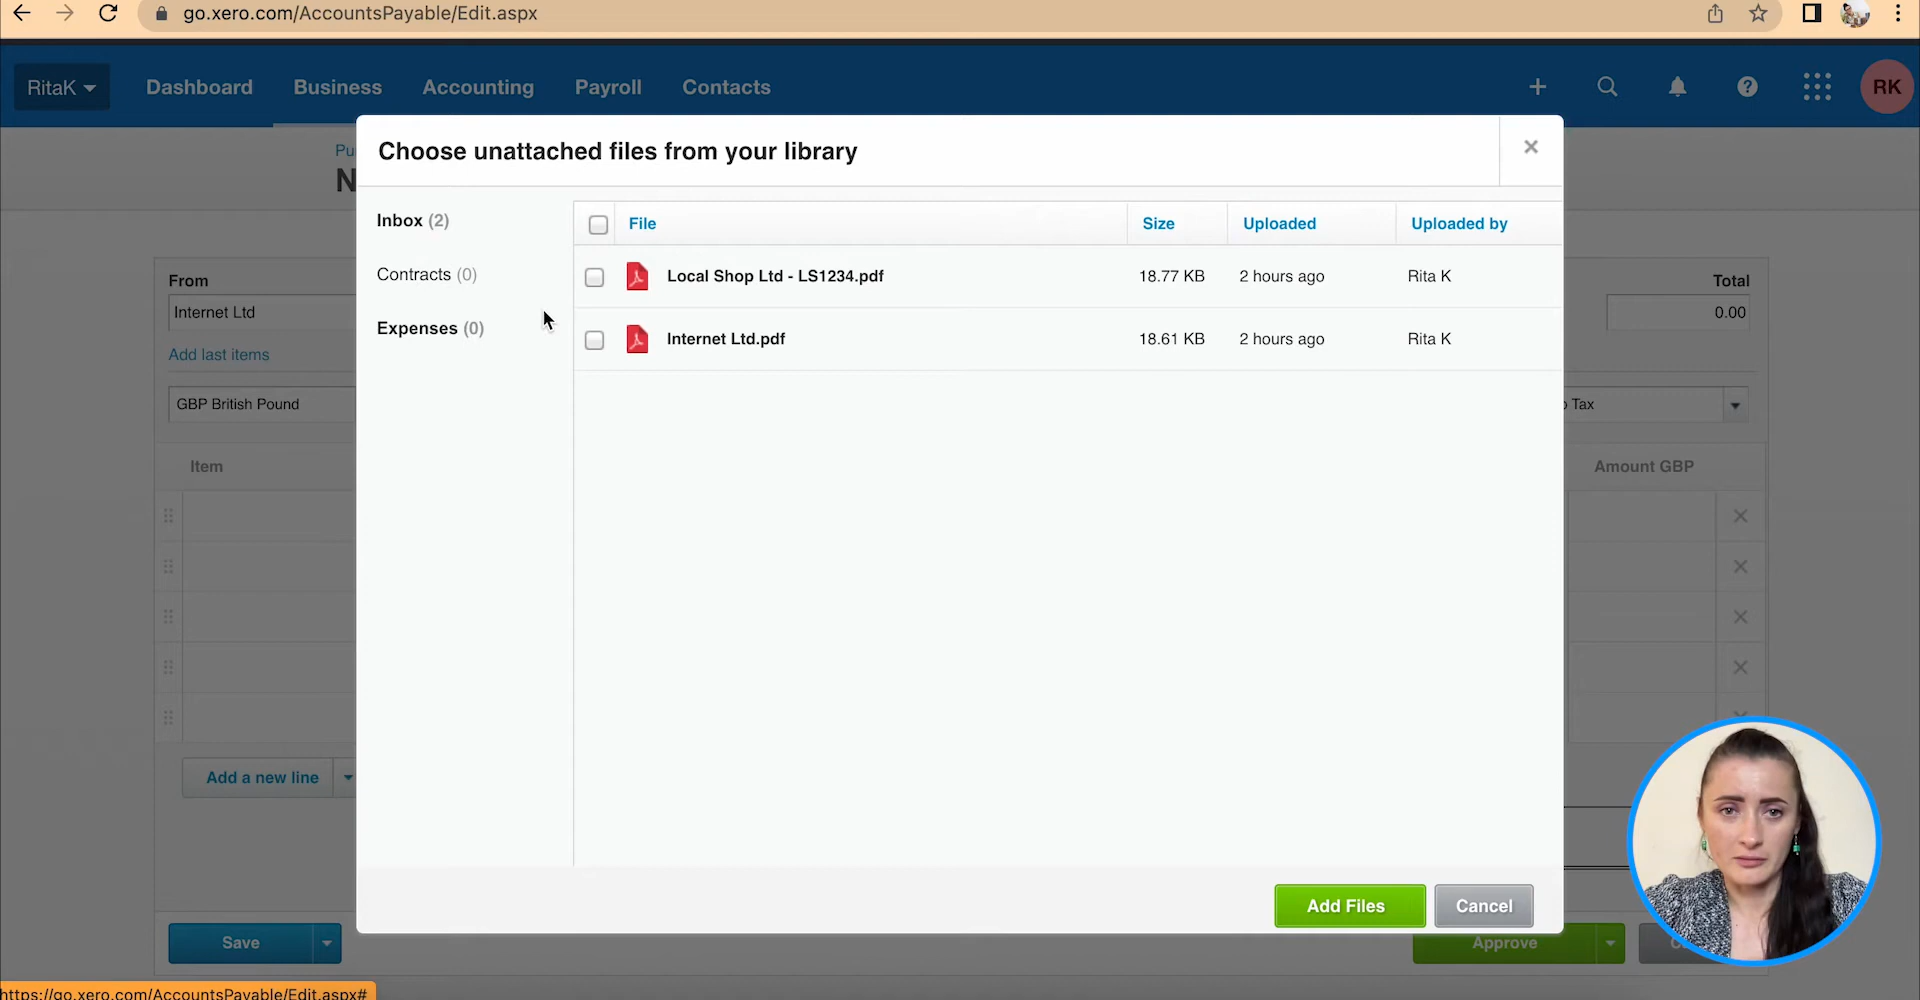 go.xero.com/AccountsPayable/Edit.aspx
RitaK
Dashboard
Business
Accounting
Payroll
Contacts
RK
Choose unattached files from your library
Inbox (2)
Contracts (0)
Expenses (0)
File
Size
Uploaded
Uploaded by
Local Shop Ltd - LS1234.pdf
18.77 KB
2 hours ago
Rita K
Internet Ltd.pdf
18.61 KB
2 hours ago
Rita K
From
Internet Ltd
Add last items
GBP British Pound
Total
0.00
Tax
Item
Amount GBP
Add a new line
Add Files
Cancel
Save
Approve
https://go.xero.com/AccountsPayable/Edit.aspx#